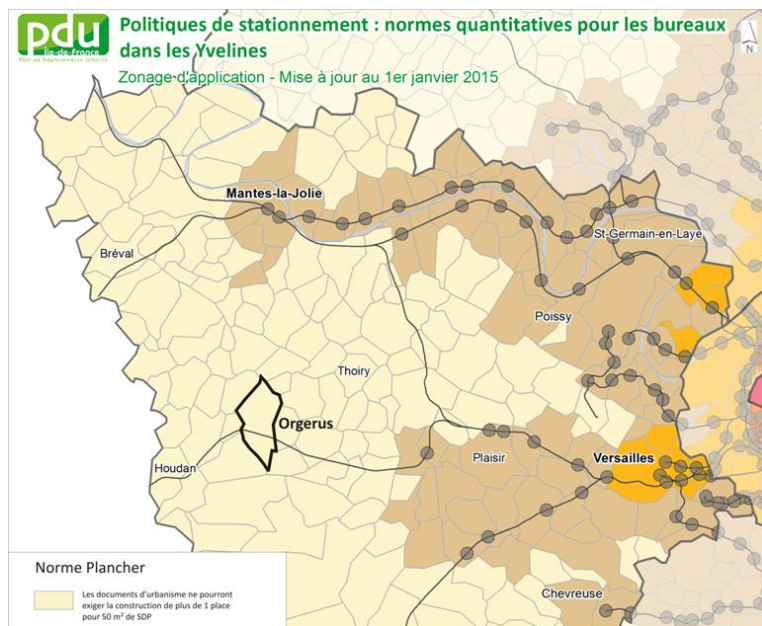 pdu
Île-de-France
Plan de Déplacements Urbains
Politiques de stationnement : normes quantitatives pour les bureaux
dans les Yvelines
Zonage d'application - Mise à jour au 1er janvier 2015
N
Mantes-la-Jolie
St-Germain-en-Laye
Bréval
Poissy
Thoiry
Orgerus
Houdan
Plaisir
Versailles
Chevreuse
Norme Plancher
Les documents d'urbanisme ne pourront
exiger la construction de plus de 1 place
pour 50 m² de SDP